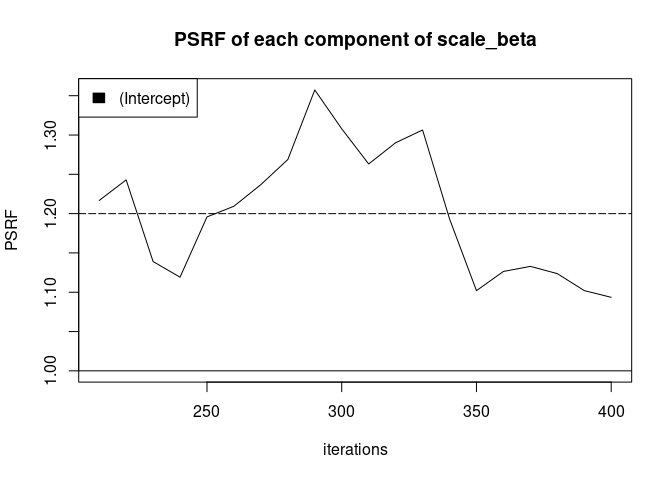 PSRF of each component of scale_beta
(Intercept)
PSRF
1.30
1.20
1.10
1.00
250 300 350 400
iterations